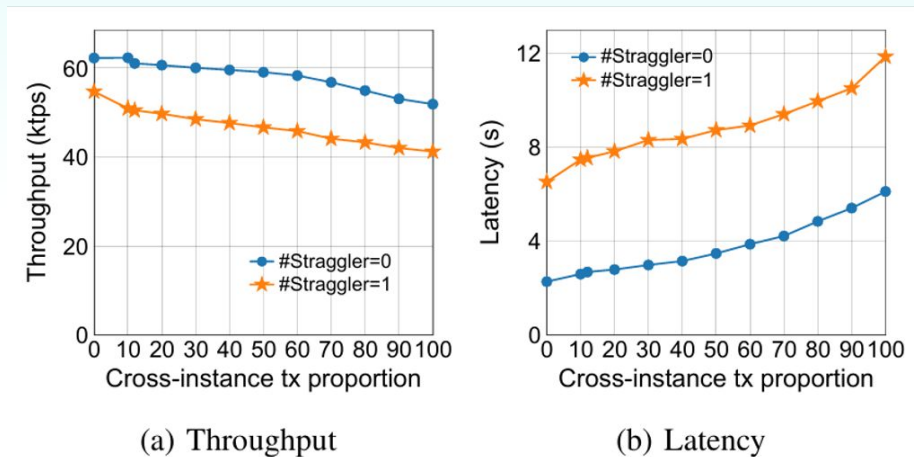 Throughput (ktps)
60
40
20
0
#Straggler=0
#Straggler=1
0 10 20 30 40 50 60 70 80 90 100
Cross-instance tx proportion
(a) Throughput
Latency (s)
12
8
4
0
#Straggler=0
#Straggler=1
0 10 20 30 40 50 60 70 80 90 100
Cross-instance tx proportion
(b) Latency